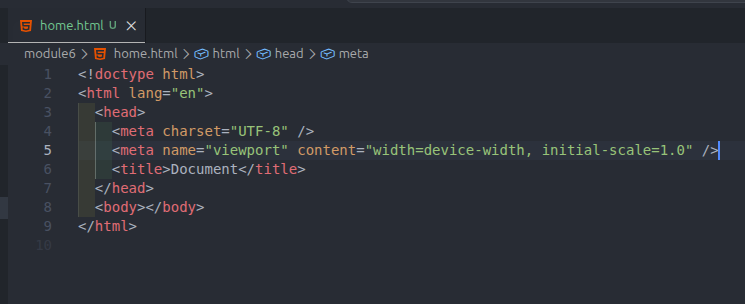 home.html U
module6 > home.html > html > head > meta
1 <!doctype html>
2 <html lang="en">
3 <head>
4 <meta charset="UTF-8" />
5 <meta name="viewport" content="width=device-width, initial-scale=1.0" />
6 <title>Document</title>
7 </head>
8 <body></body>
9 </html>
10